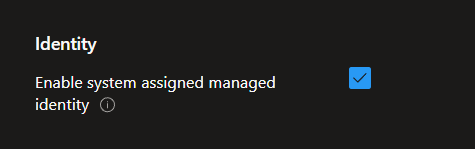 Identity
Enable system assigned managed
identity